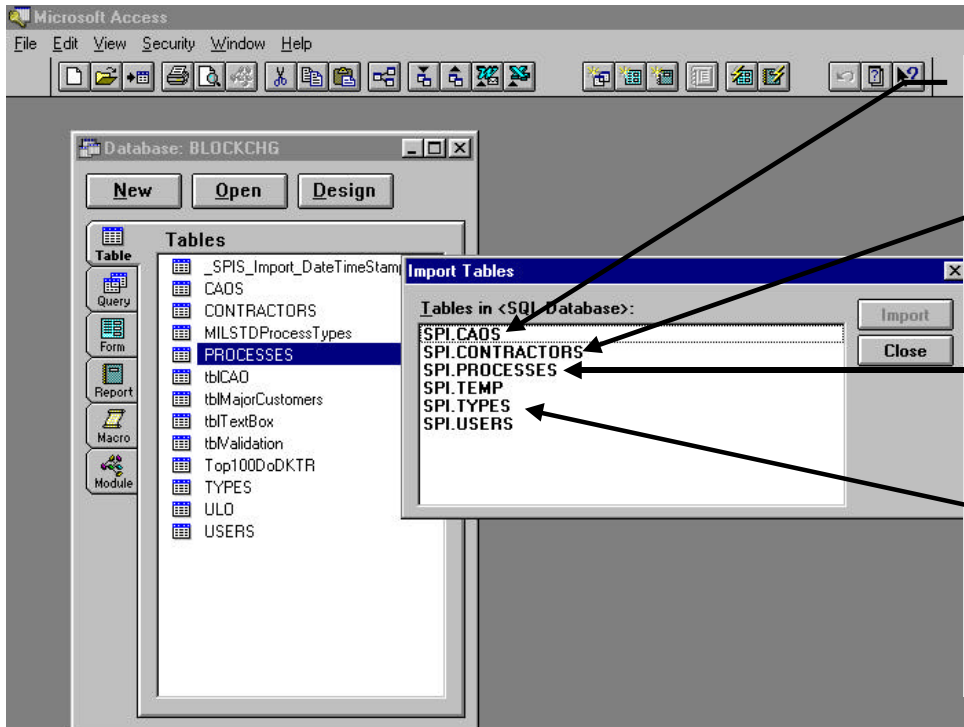 Microsoft Access
File Edit View Security Window Help
Database: BLOCKCHG
New Open Design
Table
Query
Form
Report
Macro
Module
Tables
_SPIS_Import_DateTimeStam
CAOS
CONTRACTORS
MILSTDProcessTypes
PROCESSES
tblCAO
tblMajorCustomers
tblTextBox
tblValidation
Top100DoDKTR
TYPES
ULO
USERS
Import Tables
Tables in <SQL Database>:
SPI.CAOS
SPI.CONTRACTORS
SPI.PROCESSES
SPI.TEMP
SPI.TYPES
SPI.USERS
Import
Close